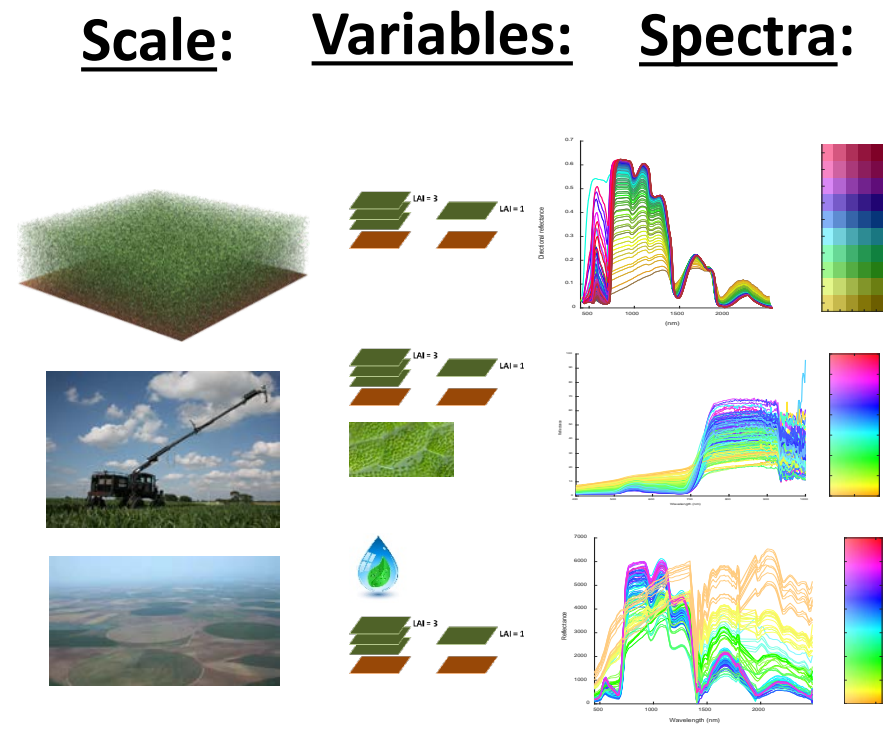 Scale: Variables: Spectra:
LAI = 3
LAI = 1
0.7
0.6
0.5
0.4
0.3
0.2
0.1
0
Directional reflectance
500 1000 1500 2000
(nm)
LAI = 3
LAI = 1
Wavelength (nm)
LAI = 3
LAI = 1
7000
6000
5000
4000
3000
2000
1000
0
Reflectance
500 1000 1500 2000
Wavelength (nm)